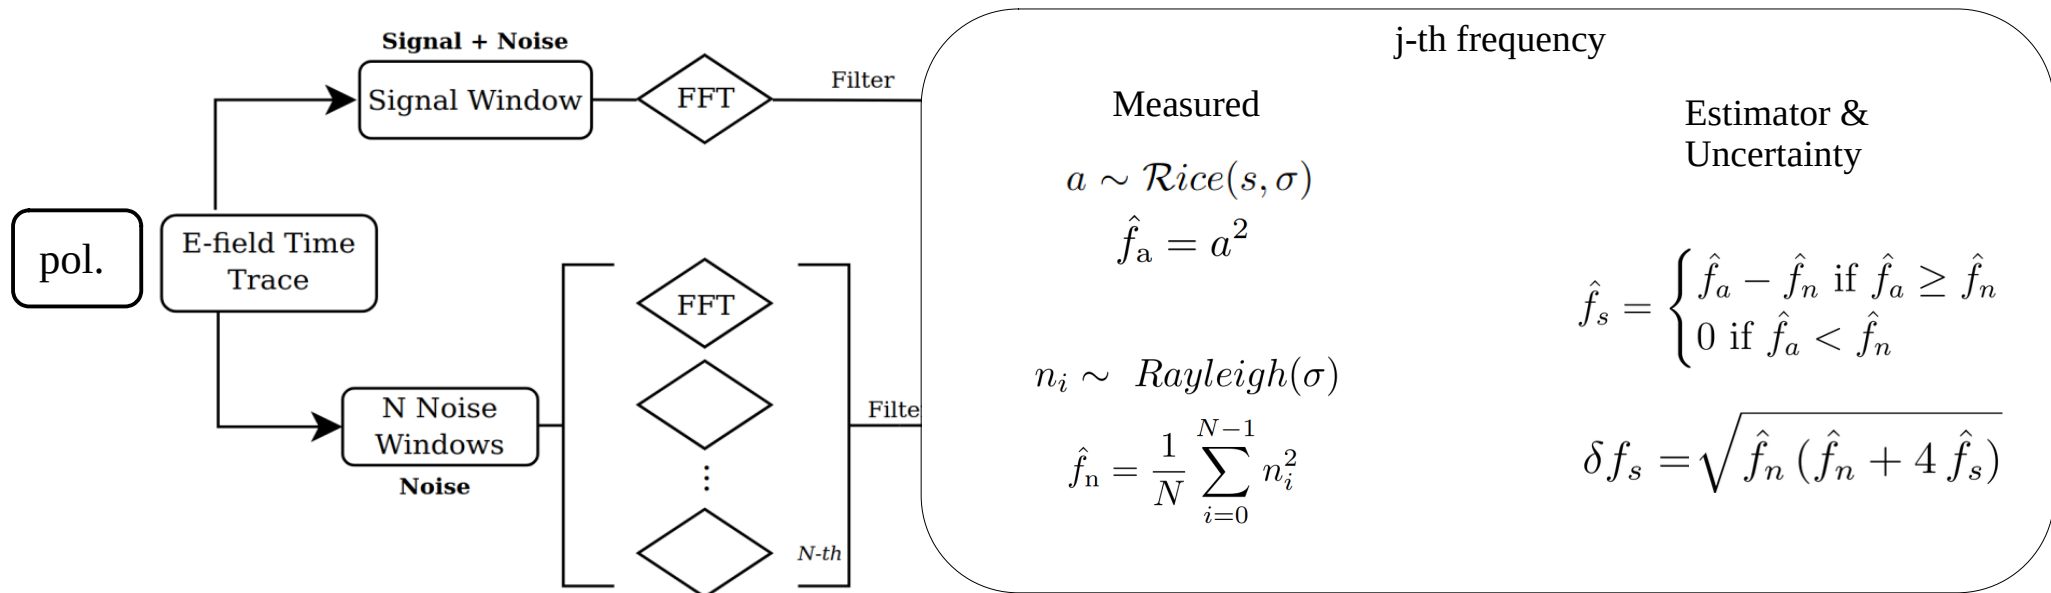 Signal + Noise
Signal Window
FFT
Filter
pol.
E-field Time
Trace
N Noise
Windows
Noise
FFT
⋮
N-th
Filte
j-th frequency
Measured
a ∼ Rice(s, σ)
f̂ₐ = a²
nᵢ ∼ Rayleigh(σ)
f̂ₙ = 1/N ∑_{i=0}^{N−1} nᵢ²
Estimator &
Uncertainty
f̂ₛ = { f̂ₐ − f̂ₙ if f̂ₐ ≥ f̂ₙ
0 if f̂ₐ < f̂ₙ
δfₛ = √(f̂ₙ (f̂ₙ + 4 f̂ₛ))